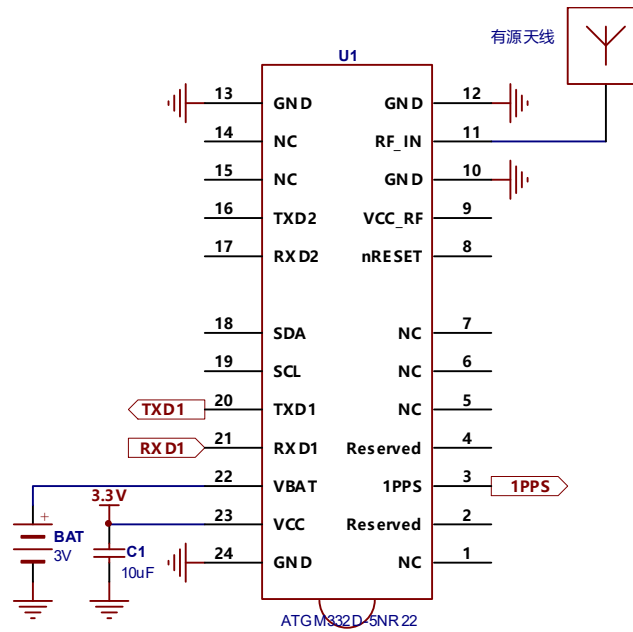 有源天线
U1
13 GND GND 12
14 NC RF_IN 11
15 NC GND 10
16 TXD2 VCC_RF 9
17 RXD2 nRESET 8
18 SDA NC 7
19 SCL NC 6
TXD1 20 TXD1 NC 5
RXD1 21 RXD1 Reserved 4
22 VBAT 1PPS 3 1PPS
3.3V
23 VCC Reserved 2
+
BAT
3V
C1
10uF
24 GND NC 1
ATGM332D-5NR22